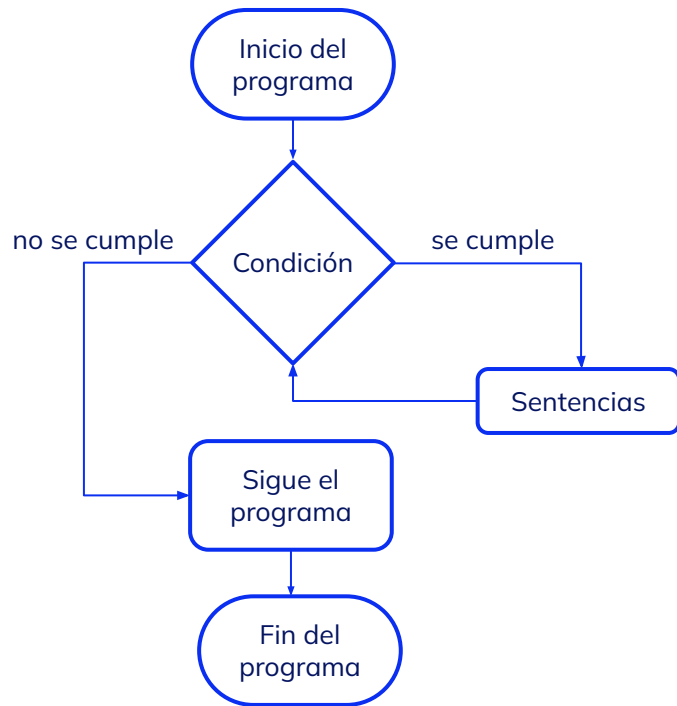 Inicio del
programa
no se cumple
se cumple
Condición
Sentencias
Sigue el
programa
Fin del
programa